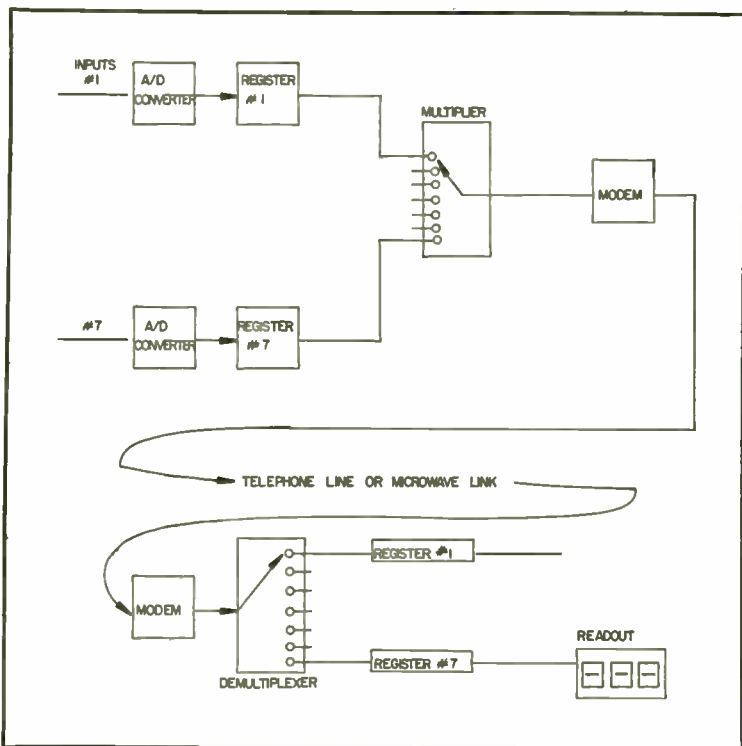 INPUTS
#1
A/D
CONVERTER
REGISTER
#1
MULTIPLIER
MODEM
#7
A/D
CONVERTER
REGISTER
#7
TELEPHONE LINE OR MICROWAVE LINK
MODEM
DEMULTIPLEXER
REGISTER #1
REGISTER #7
READOUT